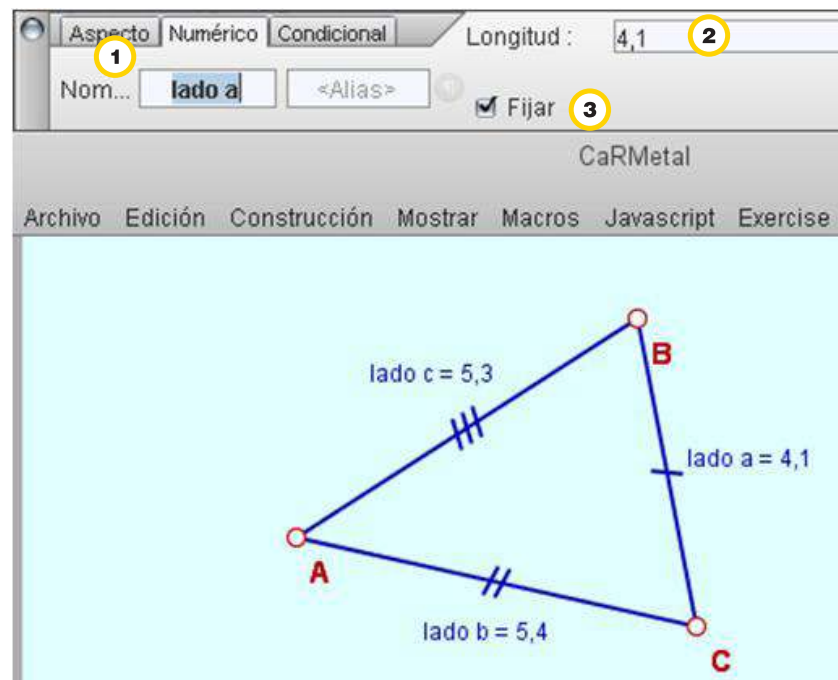 Aspecto Numérico Condicional Longitud : 4,1 2
1
Nom... lado a <Alias> Fijar 3
CaRMetal
Archivo Edición Construcción Mostrar Macros Javascript Exercise
B
lado c = 5,3
lado a = 4,1
A
lado b = 5,4
C